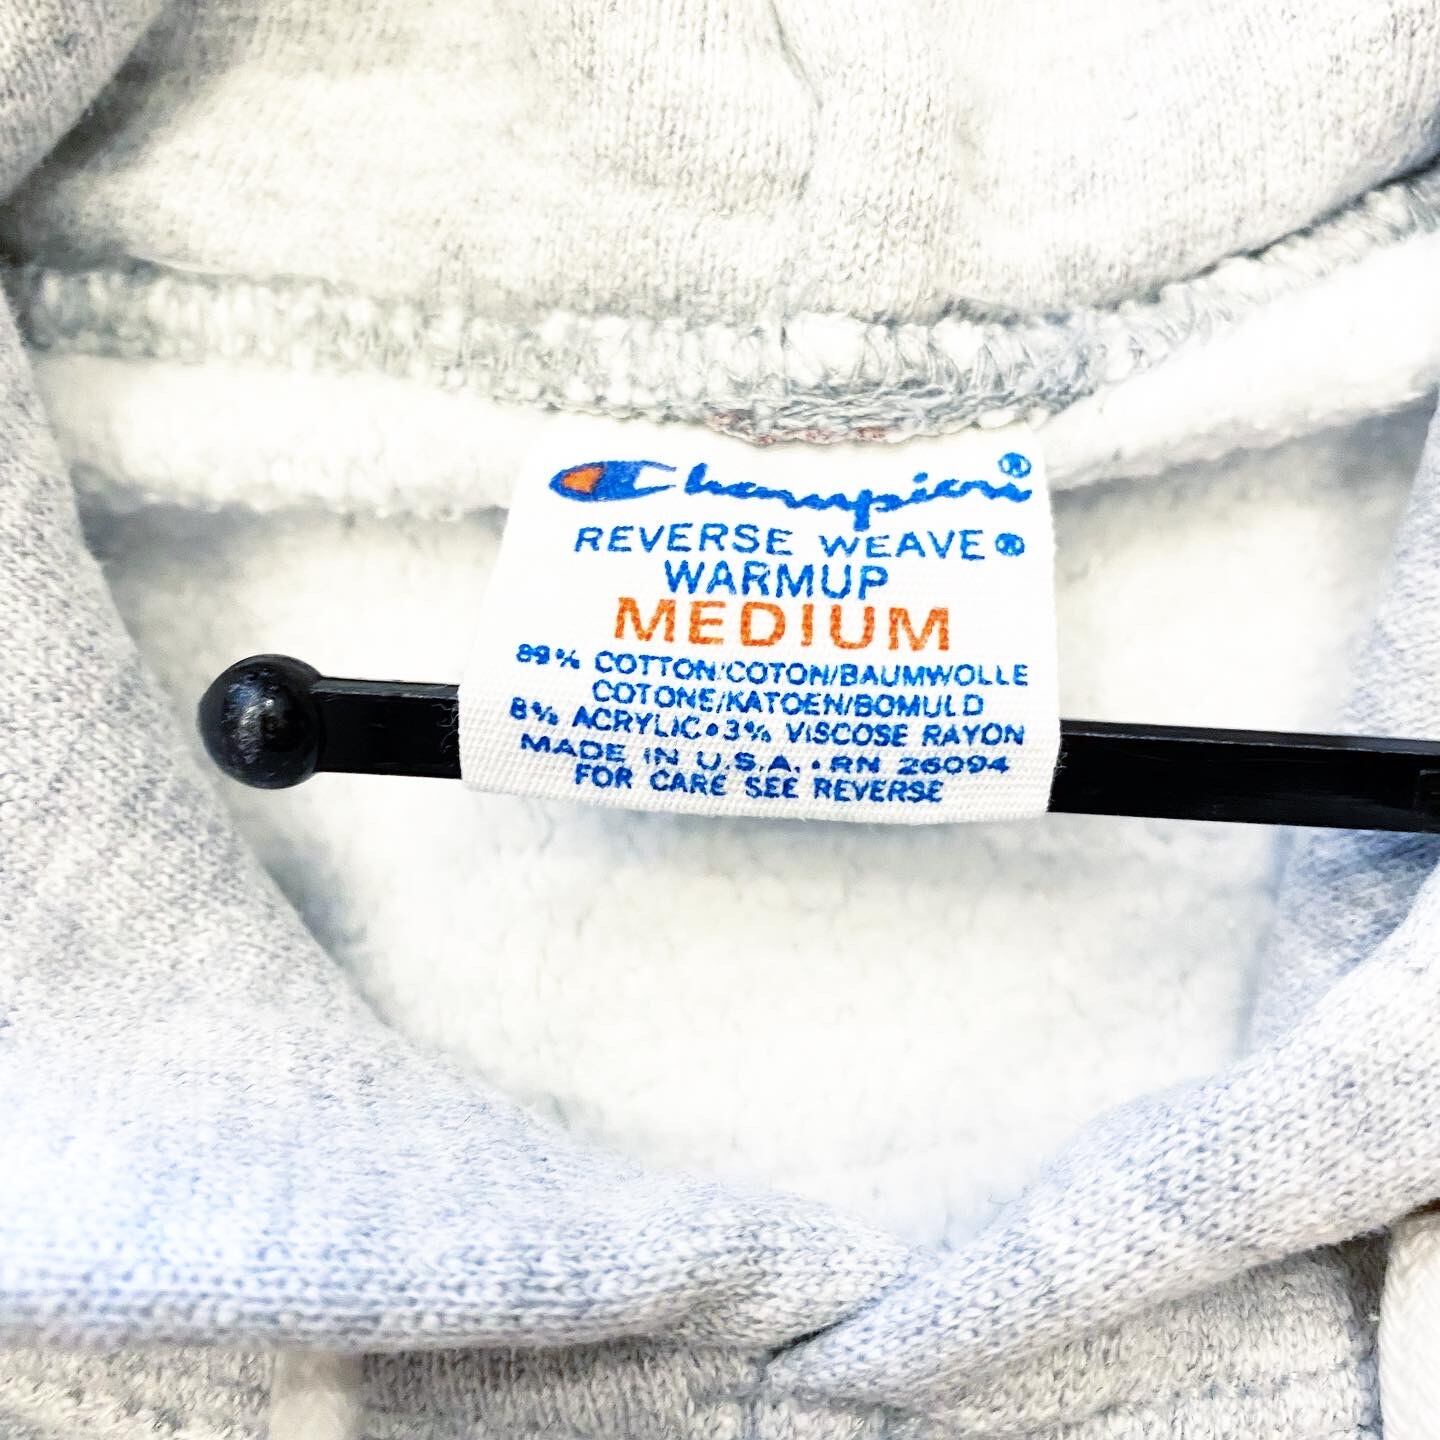 Champion®
REVERSE WEAVE®
WARMUP
MEDIUM
89% COTTON/COTON/BAUMWOLLE
COTONE/KATOEN/BOMULD
8% ACRYLIC•3% VISCOSE RAYON
MADE IN U.S.A. • RN 26094
FOR CARE SEE REVERSE